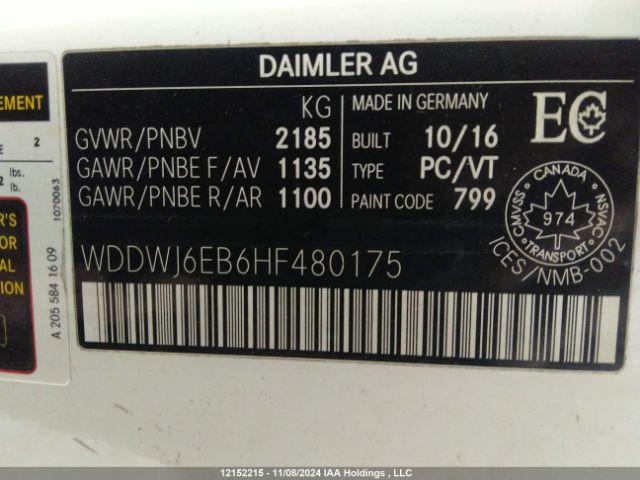 DAIMLER AG
KG
MADE IN GERMANY
GVWR/PNBV 2185
BUILT 10/16
GAWR/PNBE F/AV 1135
TYPE PC/VT
GAWR/PNBE R/AR 1100
PAINT CODE 799
EC
CANADA
CMVSS
974
NSVAC
TRANSPORT
ICES/NMB-002
WDDWJ6EB6HF480175
EMENT
E 2
2 lbs.
lb.
R'S
OR
AL
ION
1070063
A 205 584 16 09
12152215 - 11/08/2024 IAA Holdings , LLC